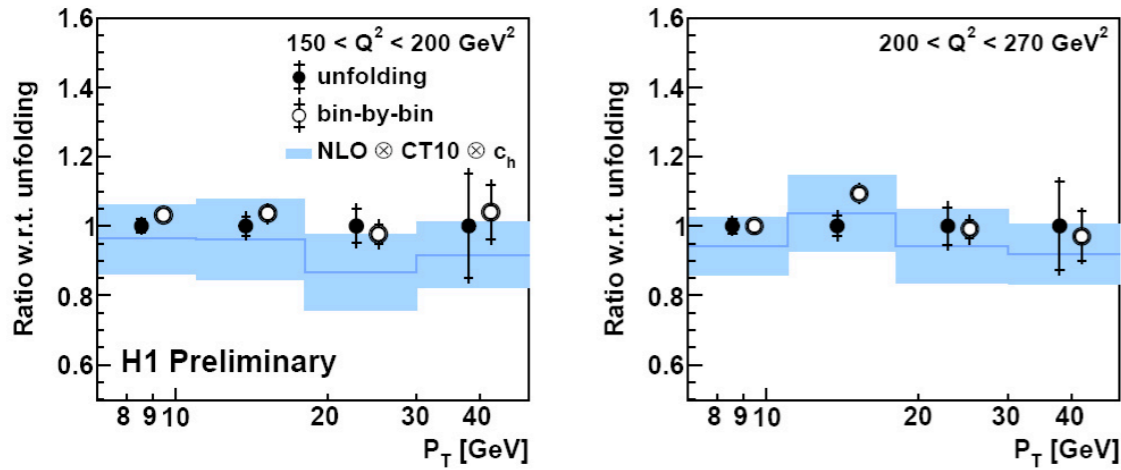 Ratio w.r.t. unfolding
1.6
1.4
1.2
1
0.8
0.6
150 < Q² < 200 GeV²
unfolding
bin-by-bin
NLO ⊗ CT10 ⊗ c_h
H1 Preliminary
8 9 10 20 30 40
P_T [GeV]
Ratio w.r.t. unfolding
1.6
1.4
1.2
1
0.8
0.6
200 < Q² < 270 GeV²
8 9 10 20 30 40
P_T [GeV]